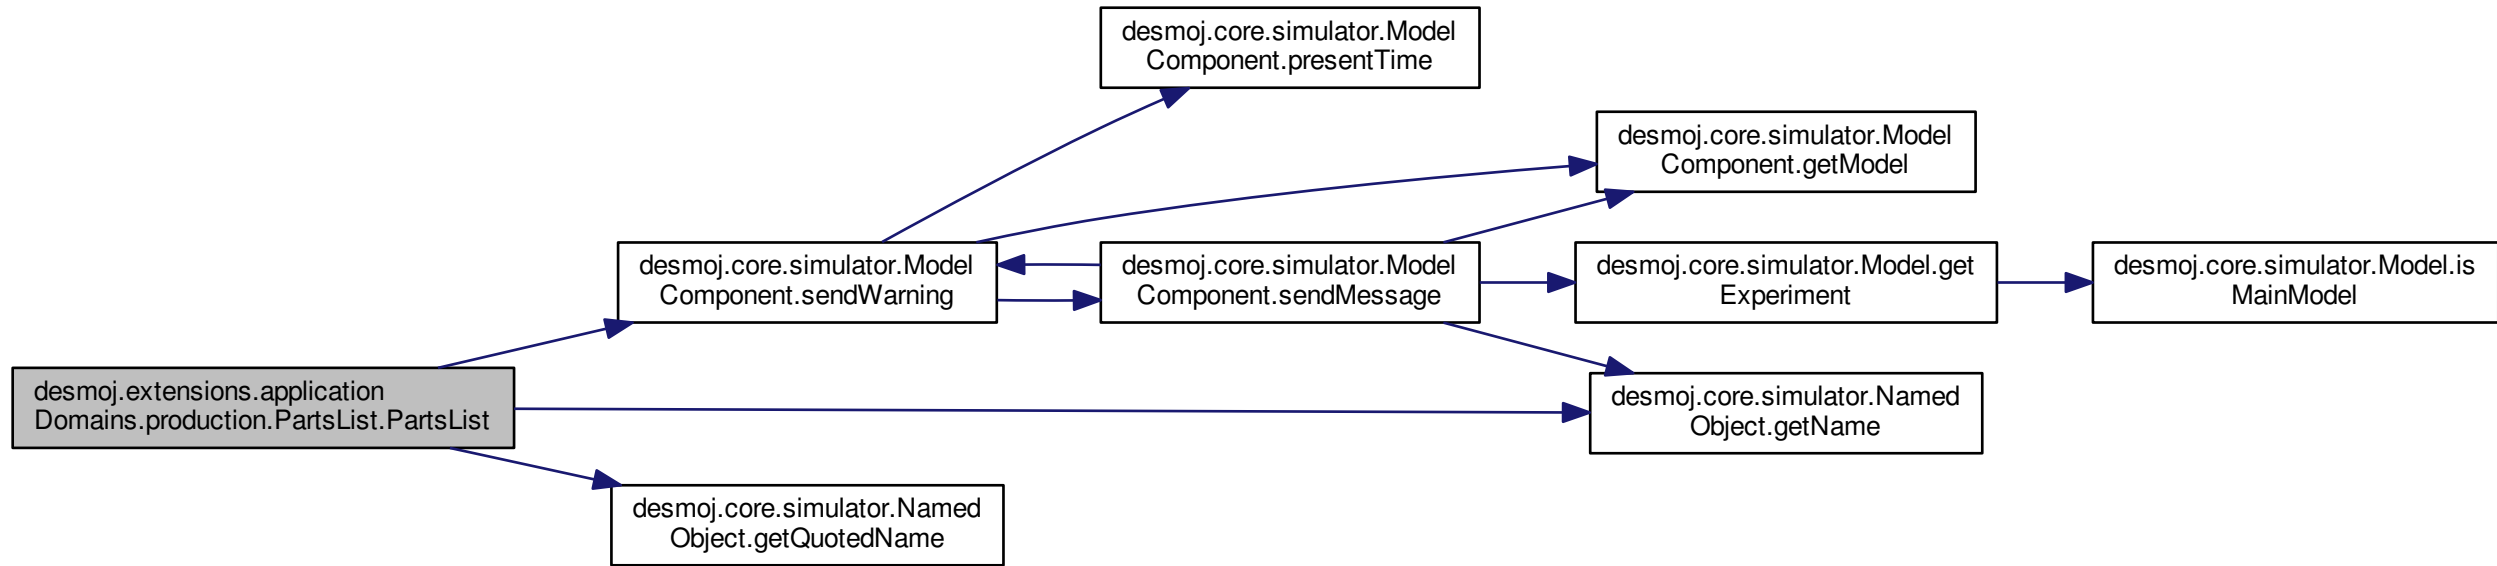 desmoj.core.simulator.Model
Component.presentTime
desmoj.core.simulator.Model
Component.getModel
desmoj.core.simulator.Model
Component.sendWarning
desmoj.core.simulator.Model
Component.sendMessage
desmoj.core.simulator.Model.get
Experiment
desmoj.core.simulator.Model.is
MainModel
desmoj.extensions.application
Domains.production.PartsList.PartsList
desmoj.core.simulator.Named
Object.getName
desmoj.core.simulator.Named
Object.getQuotedName